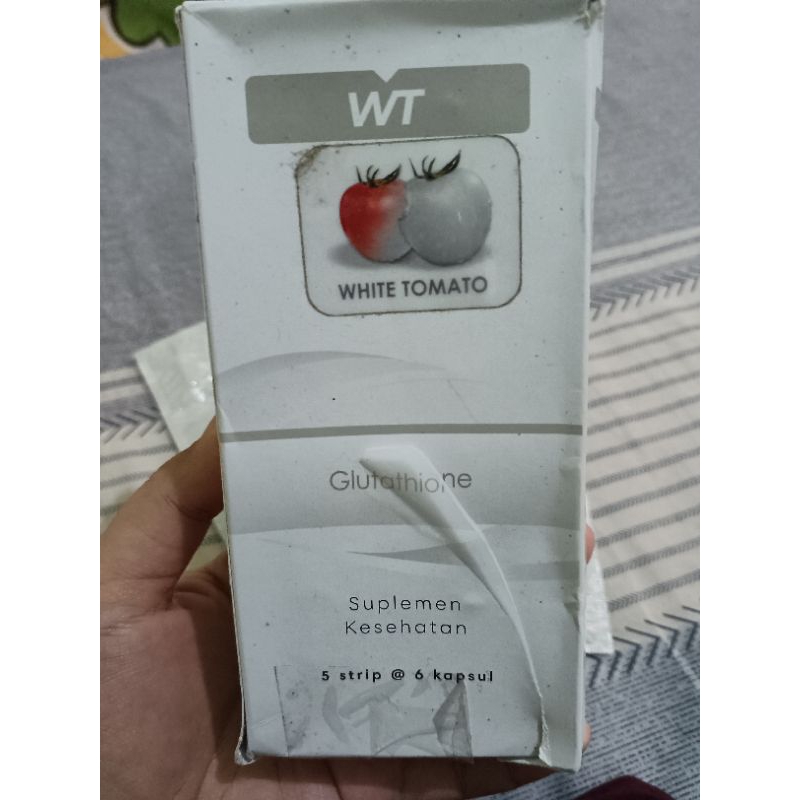 WT
WHITE TOMATO
Glutathione
Suplemen
Kesehatan
5 strip @ 6 kapsul